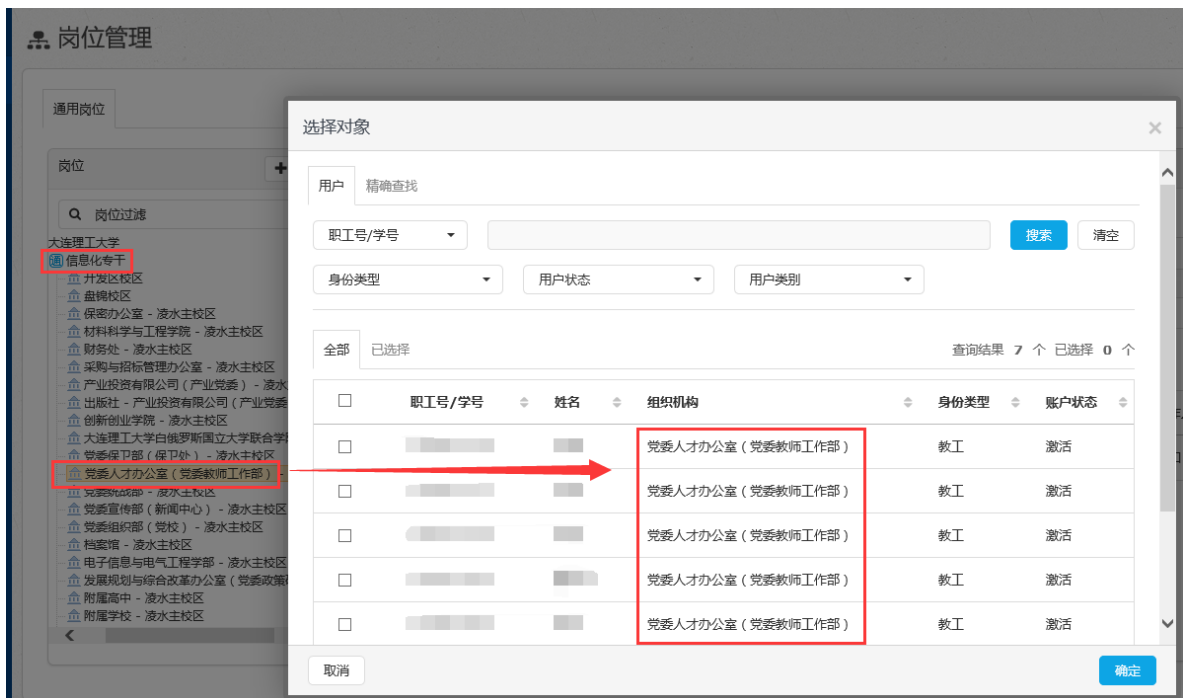 岗位管理
通用岗位
岗位
岗位过滤
大连理工大学
通 信息化专干
开发区校区
盘锦校区
保密办公室 - 凌水主校区
材料科学与工程学院 - 凌水主校区
财务处 - 凌水主校区
采购与招标管理办公室 - 凌水主校区
产业投资有限公司（产业党委） - 凌水
出版社 - 产业投资有限公司（产业党委
创新创业学院 - 凌水主校区
大连理工大学白俄罗斯国立大学联合学
党委保卫部（保卫处） - 凌水主校区
党委人才办公室（党委教师工作部） -
党委统战部 - 凌水主校区
党委宣传部（新闻中心） - 凌水主校区
党委组织部（党校） - 凌水主校区
档案馆 - 凌水主校区
电子信息与电气工程学部 - 凌水主校区
发展规划与综合改革办公室（党委政策
附属高中 - 凌水主校区
附属学校 - 凌水主校区
选择对象
用户 精确查找
职工号/学号 搜索 清空
身份类型 用户状态 用户类别
全部 已选择 查询结果 7 个 已选择 0 个
职工号/学号 姓名 组织机构 身份类型 账户状态
党委人才办公室（党委教师工作部） 教工 激活
党委人才办公室（党委教师工作部） 教工 激活
党委人才办公室（党委教师工作部） 教工 激活
党委人才办公室（党委教师工作部） 教工 激活
党委人才办公室（党委教师工作部） 教工 激活
取消 确定